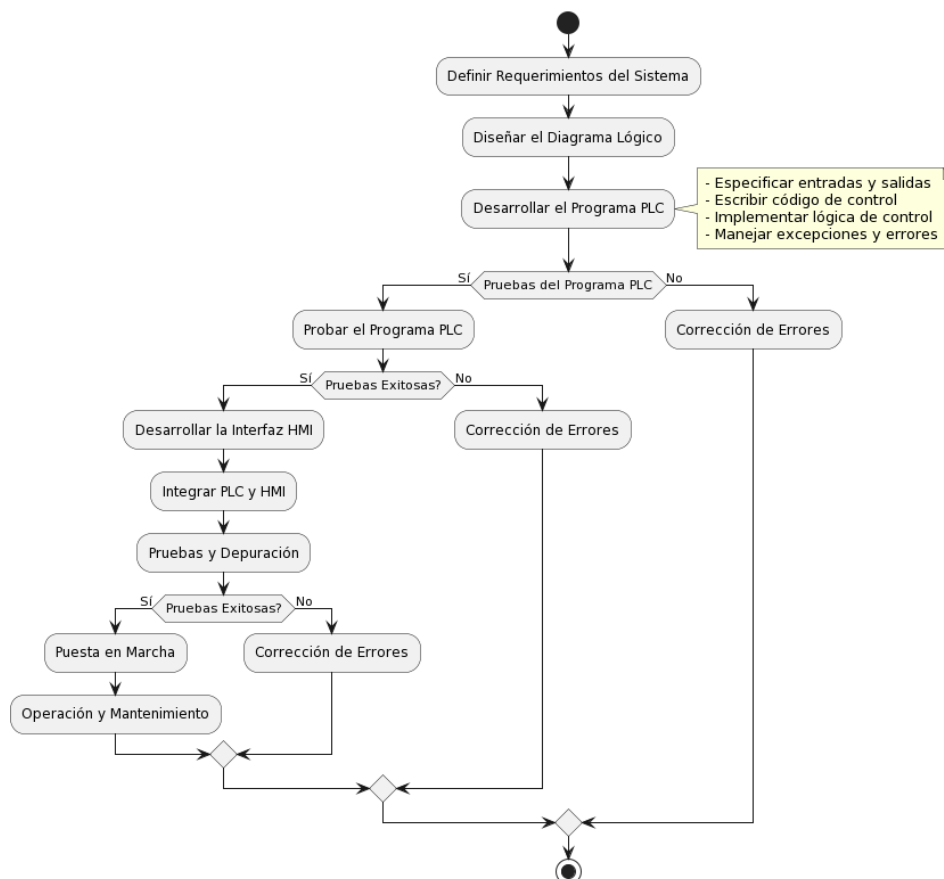 Definir Requerimientos del Sistema
Diseñar el Diagrama Lógico
Desarrollar el Programa PLC
- Especificar entradas y salidas
- Escribir código de control
- Implementar lógica de control
- Manejar excepciones y errores
Sí
Pruebas del Programa PLC
No
Probar el Programa PLC
Corrección de Errores
Sí
Pruebas Exitosas?
No
Desarrollar la Interfaz HMI
Corrección de Errores
Integrar PLC y HMI
Pruebas y Depuración
Sí
Pruebas Exitosas?
No
Puesta en Marcha
Corrección de Errores
Operación y Mantenimiento